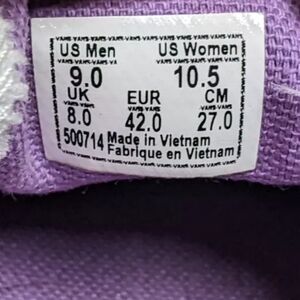 US Men US Women
9.0 10.5
UK EUR CM
8.0 42.0 27.0
500714 Made in Vietnam
Fabrique en Vietnam